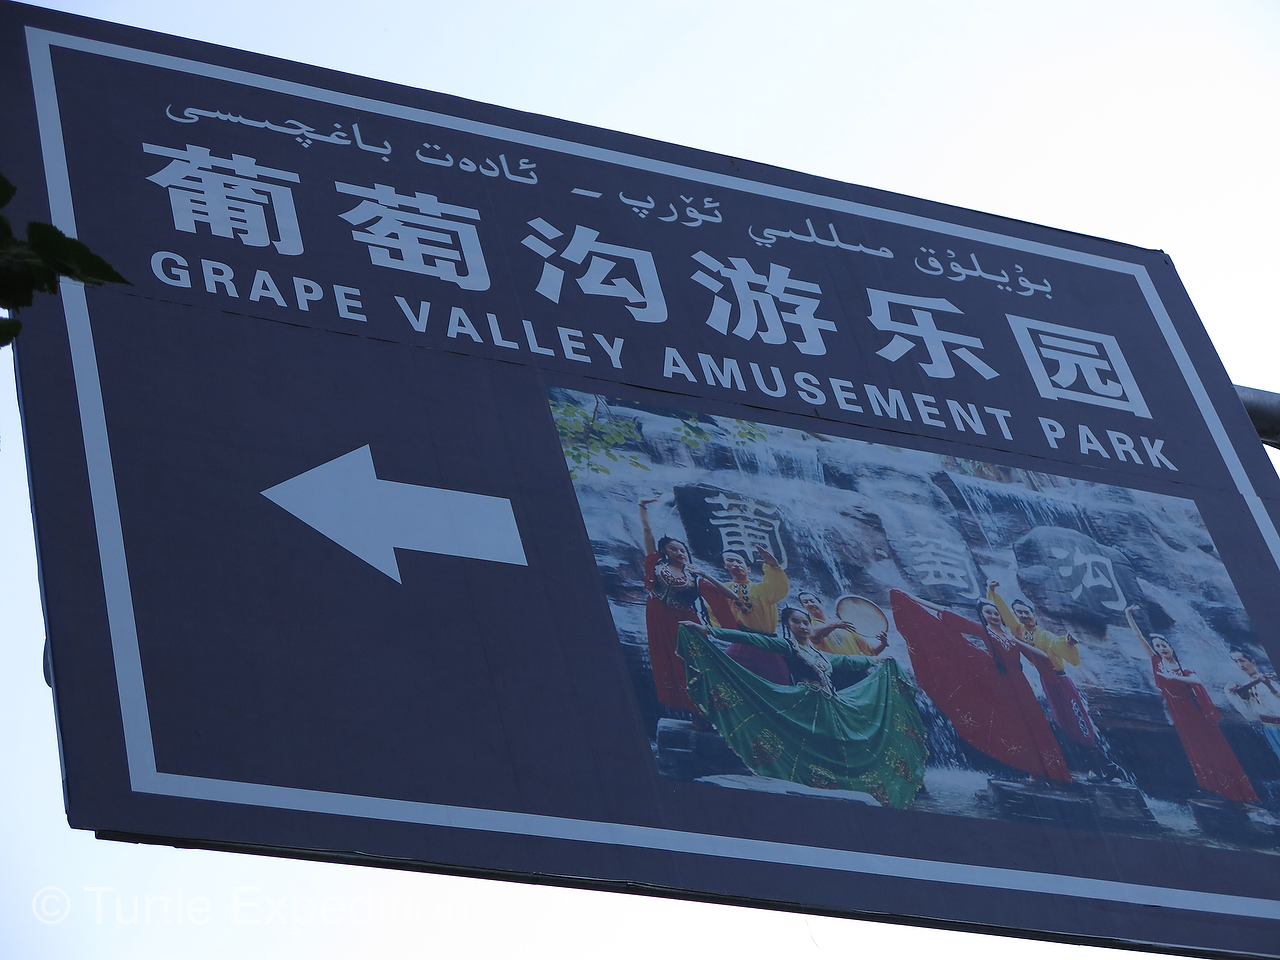 بۇيلۇق مىللىي ئۆرپ - ئادەت باغچىسى
葡萄沟游乐园
GRAPE VALLEY AMUSEMENT PARK
葡萄沟
© Turtle Expedition